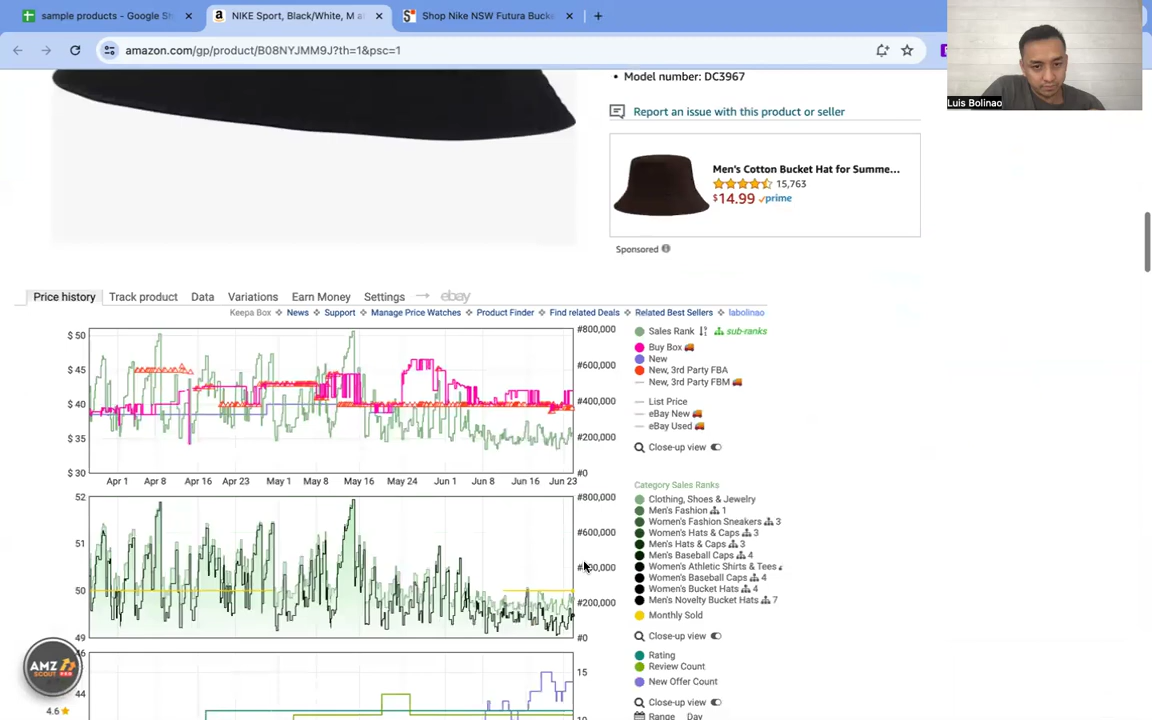 sample products - Google Sh
NIKE Sport, Black/White, M a
Shop Nike NSW Futura Bucke
amazon.com/gp/product/B08NYJMM9J?th=1&psc=1
Luis Bolinao
• Model number: DC3967
Report an issue with this product or seller
Men's Cotton Bucket Hat for Summe...
15,763
$14.99 prime
Sponsored
Price history
Track product
Data
Variations
Earn Money
Settings
ebay
Keepa Box
News
Support
Manage Price Watches
Product Finder
Find related Deals
Related Best Sellers
labolinao
$ 50
$ 45
$ 40
$ 35
$ 30
#800,000
#600,000
#400,000
#200,000
#0
Apr 1
Apr 8
Apr 16
Apr 23
May 1
May 8
May 16
May 24
Jun 1
Jun 8
Jun 16
Jun 23
Sales Rank
sub-ranks
Buy Box
New
New, 3rd Party FBA
New, 3rd Party FBM
List Price
eBay New
eBay Used
Close-up view
52
51
50
49
#800,000
#600,000
#200,000
#0
Category Sales Ranks
Clothing, Shoes & Jewelry
Men's Fashion 1
Women's Fashion Sneakers 3
Women's Hats & Caps 3
Men's Hats & Caps 3
Men's Baseball Caps 4
Women's Athletic Shirts & Tees
Women's Baseball Caps 4
Women's Bucket Hats 4
Men's Novelty Bucket Hats 7
Monthly Sold
Close-up view
44
15
Rating
Review Count
New Offer Count
Close-up view
Range
Day
AMZ
SCOUT PRO
4.6